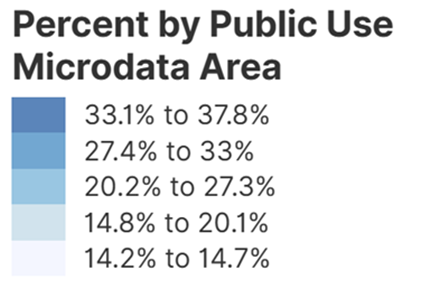 Percent by Public Use
Microdata Area
33.1% to 37.8%
27.4% to 33%
20.2% to 27.3%
14.8% to 20.1%
14.2% to 14.7%